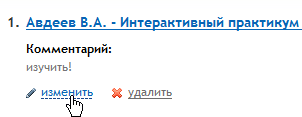 1. Авдеев В.А. - Интерактивный практикум
Комментарий:
изучить!
изменить удалить